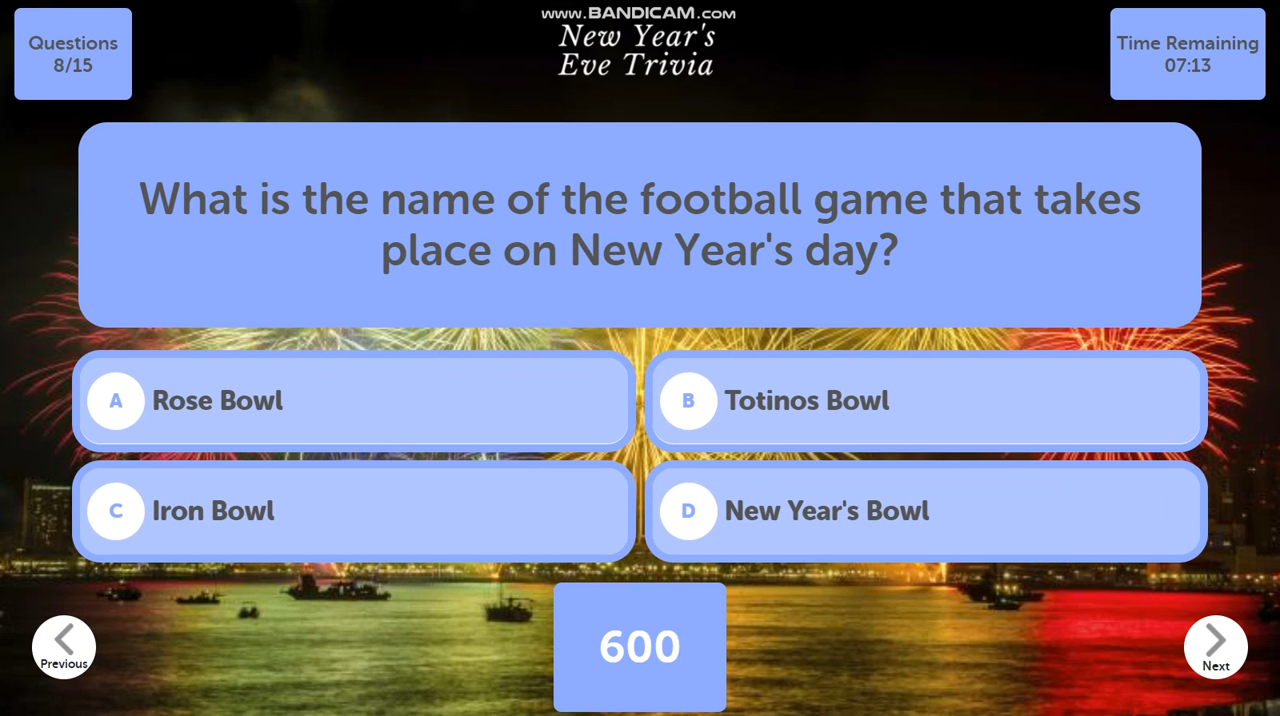 www.BANDICAM.com
New Year's
Eve Trivia
Questions
8/15
Time Remaining
07:13
What is the name of the football game that takes
place on New Year's day?
A Rose Bowl
B Totinos Bowl
C Iron Bowl
D New Year's Bowl
Previous
600
Next